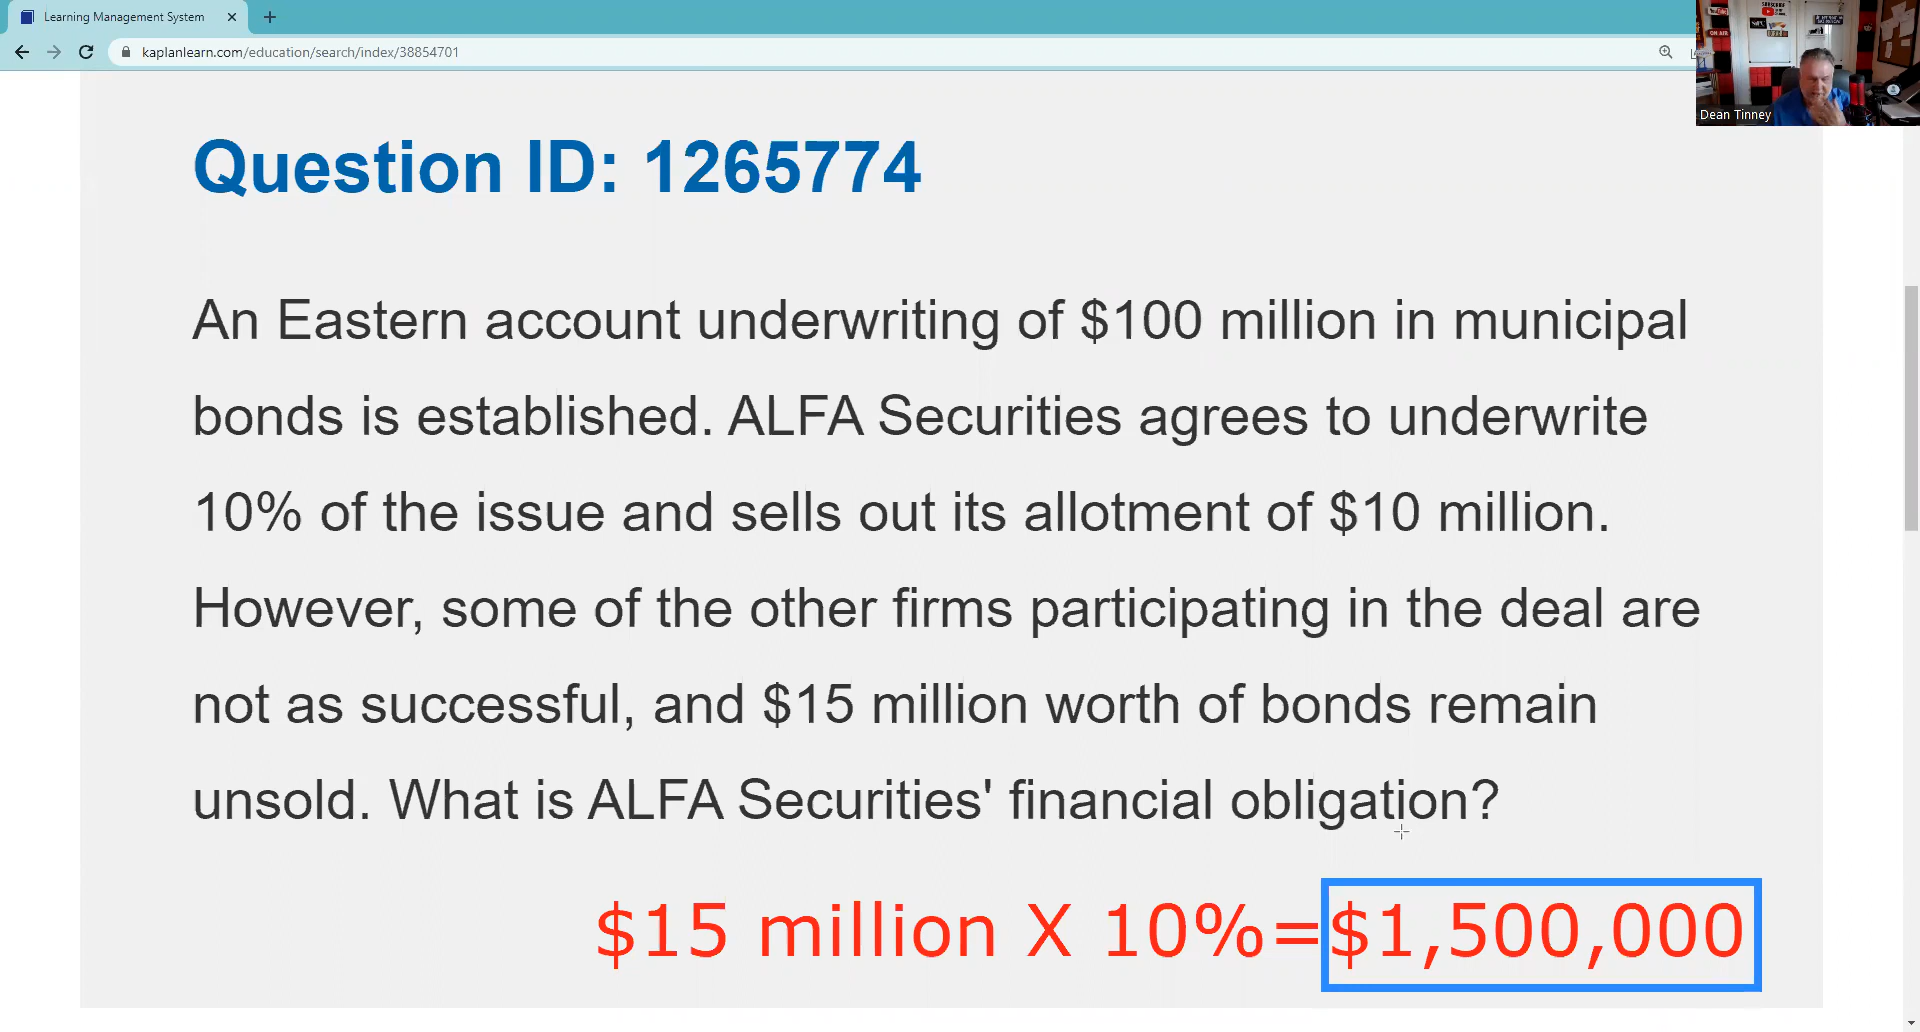 Learning Management System
kaplanlearn.com/education/search/index/38854701
SUBSCRIBE
ON AIR
Dean Tinney
Question ID: 1265774
An Eastern account underwriting of $100 million in municipal
bonds is established. ALFA Securities agrees to underwrite
10% of the issue and sells out its allotment of $10 million.
However, some of the other firms participating in the deal are
not as successful, and $15 million worth of bonds remain
unsold. What is ALFA Securities' financial obligation?
$15 million X 10%=$1,500,000